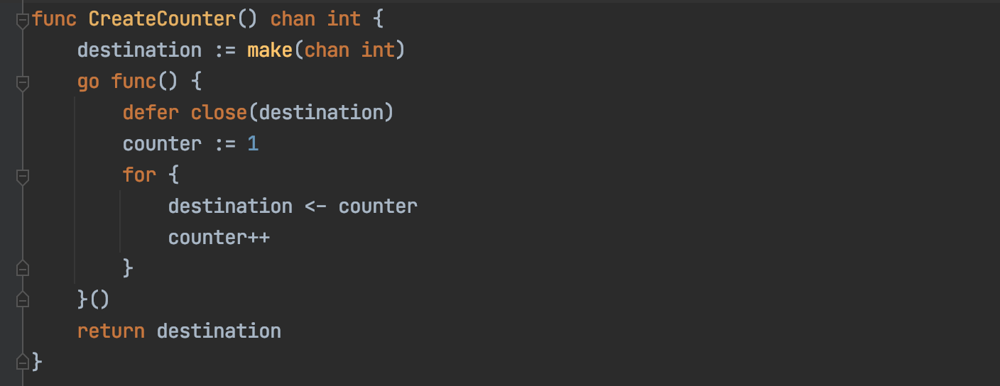 func CreateCounter() chan int {
    destination := make(chan int)
    go func() {
        defer close(destination)
        counter := 1
        for {
            destination <- counter
            counter++
        }
    }()
    return destination
}